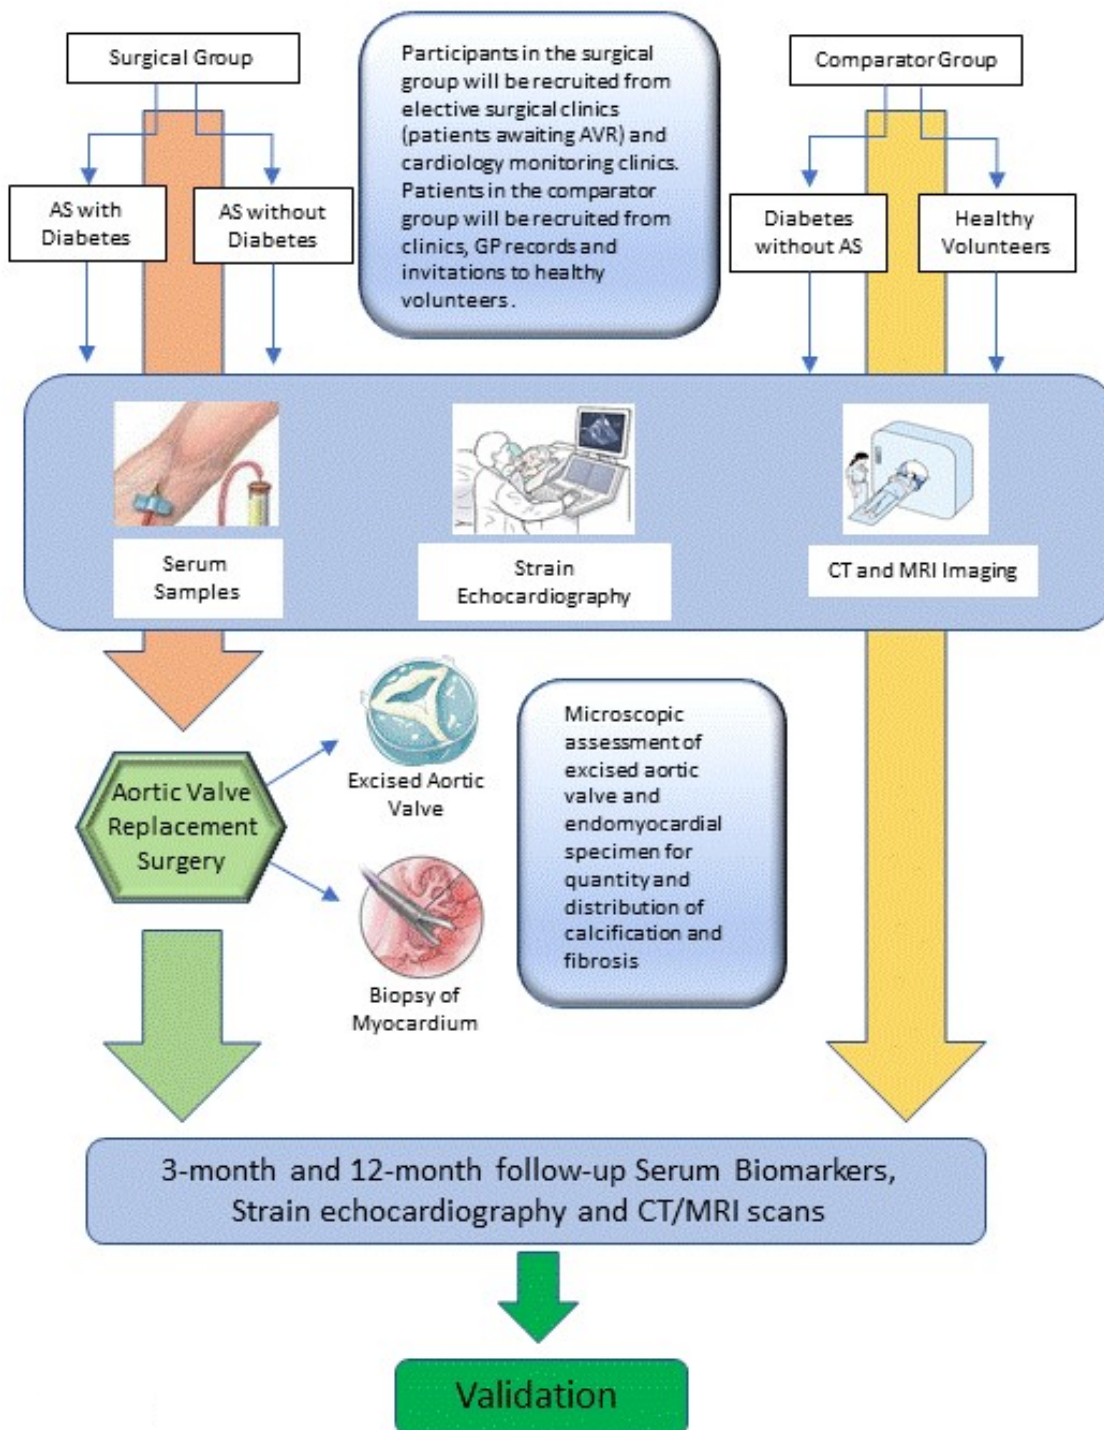 Surgical Group
Participants in the surgical
group will be recruited from
elective surgical clinics
(patients awaiting AVR) and
cardiology monitoring clinics.
Patients in the comparator
group will be recruited from
clinics, GP records and
invitations to healthy
volunteers .
Comparator Group
AS with
Diabetes
AS without
Diabetes
Diabetes
without AS
Healthy
Volunteers
Serum
Samples
Strain
Echocardiography
CT and MRI Imaging
Aortic Valve
Replacement
Surgery
Excised Aortic
Valve
Biopsy of
Myocardium
Microscopic
assessment of
excised aortic
valve and
endomyocardial
specimen for
quantity and
distribution of
calcification and
fibrosis
3-month and 12-month follow-up Serum Biomarkers,
Strain echocardiography and CT/MRI scans
Validation